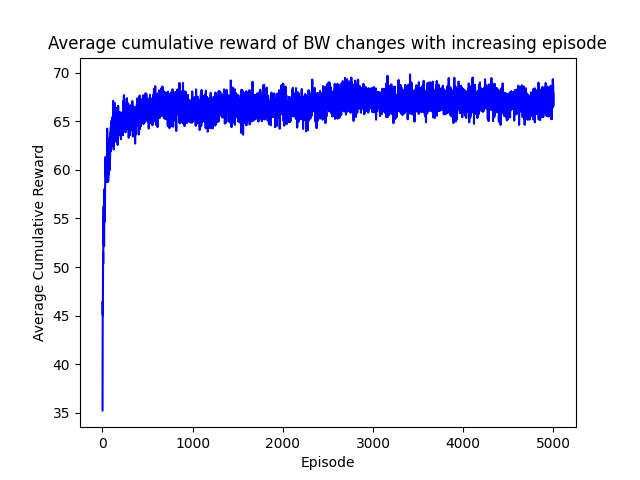 Average cumulative reward of BW changes with increasing episode
70
65
60
55
50
45
40
35
Average Cumulative Reward
0 1000 2000 3000 4000 5000
Episode